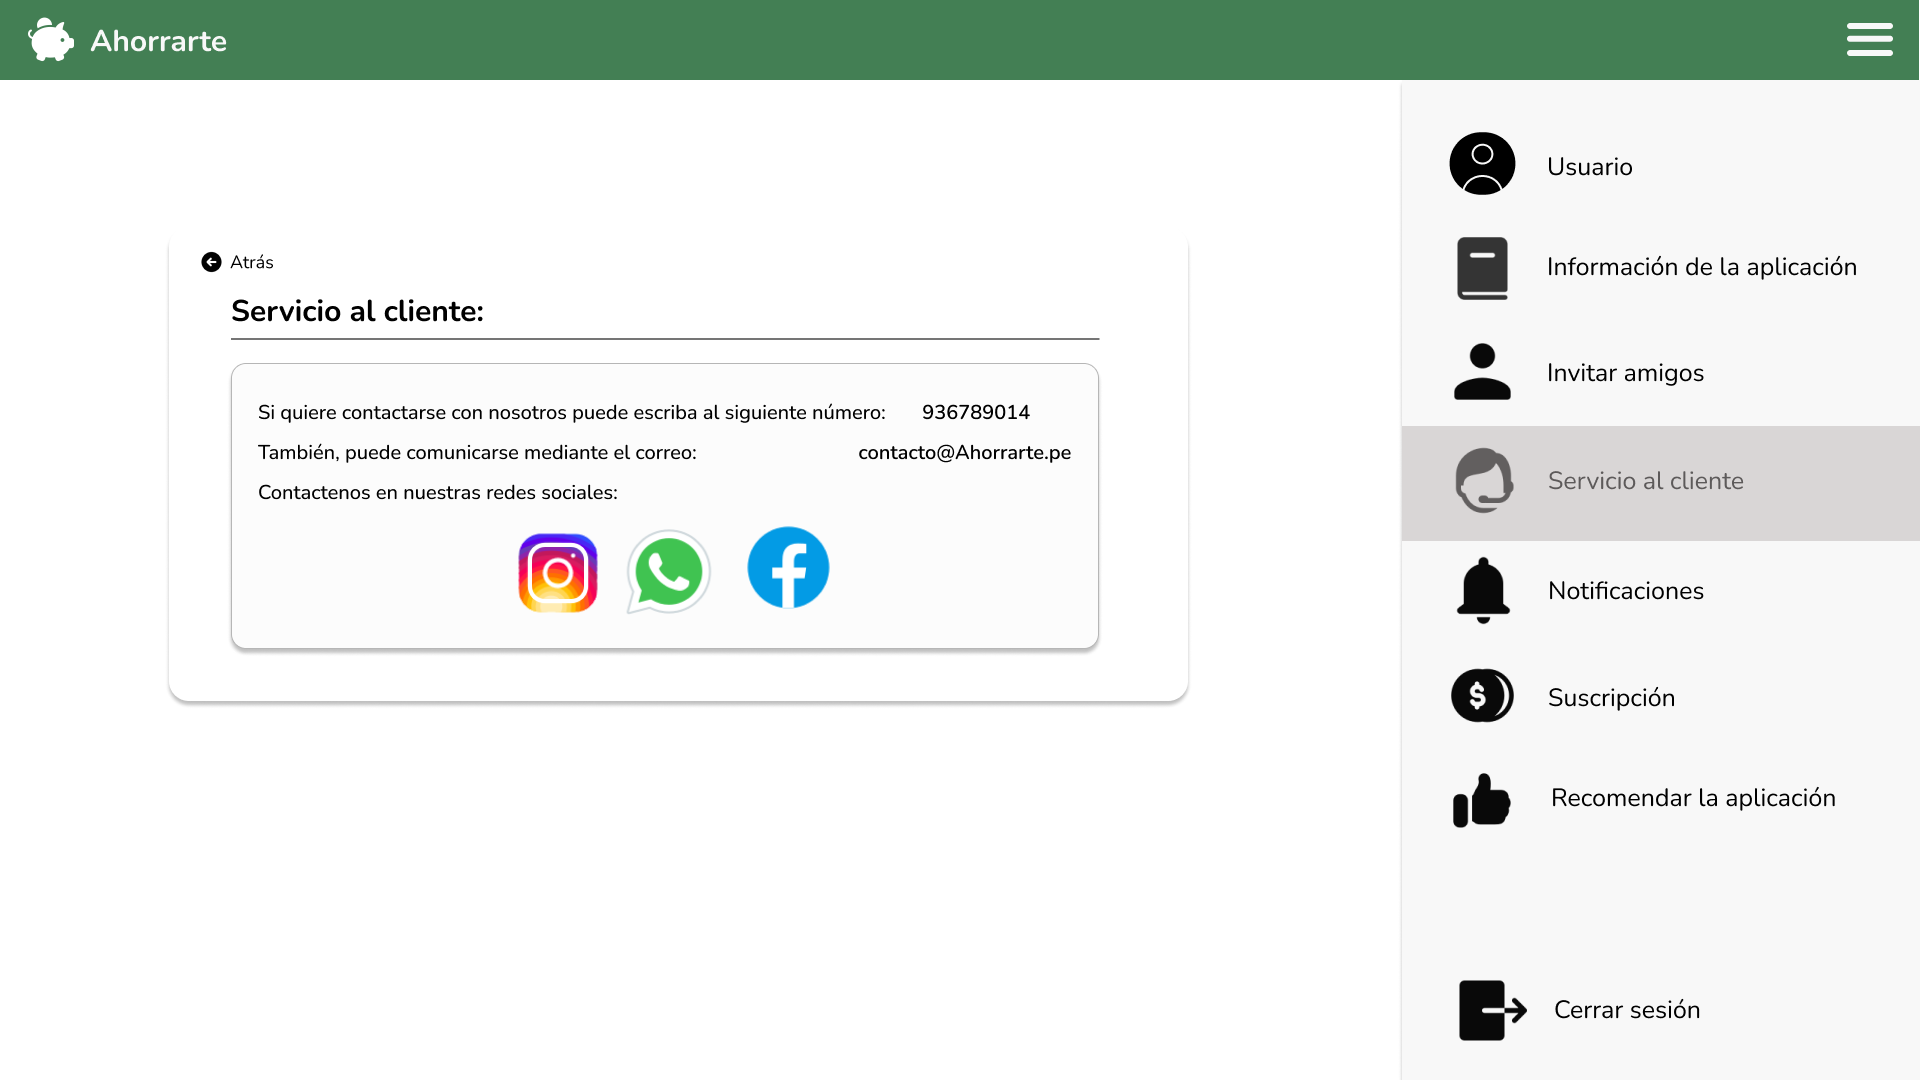 Ahorrarte
Atrás
Servicio al cliente:
Si quiere contactarse con nosotros puede escriba al siguiente número: 936789014
También, puede comunicarse mediante el correo: contacto@Ahorrarte.pe
Contactenos en nuestras redes sociales:
Usuario
Información de la aplicación
Invitar amigos
Servicio al cliente
Notificaciones
Suscripción
Recomendar la aplicación
Cerrar sesión